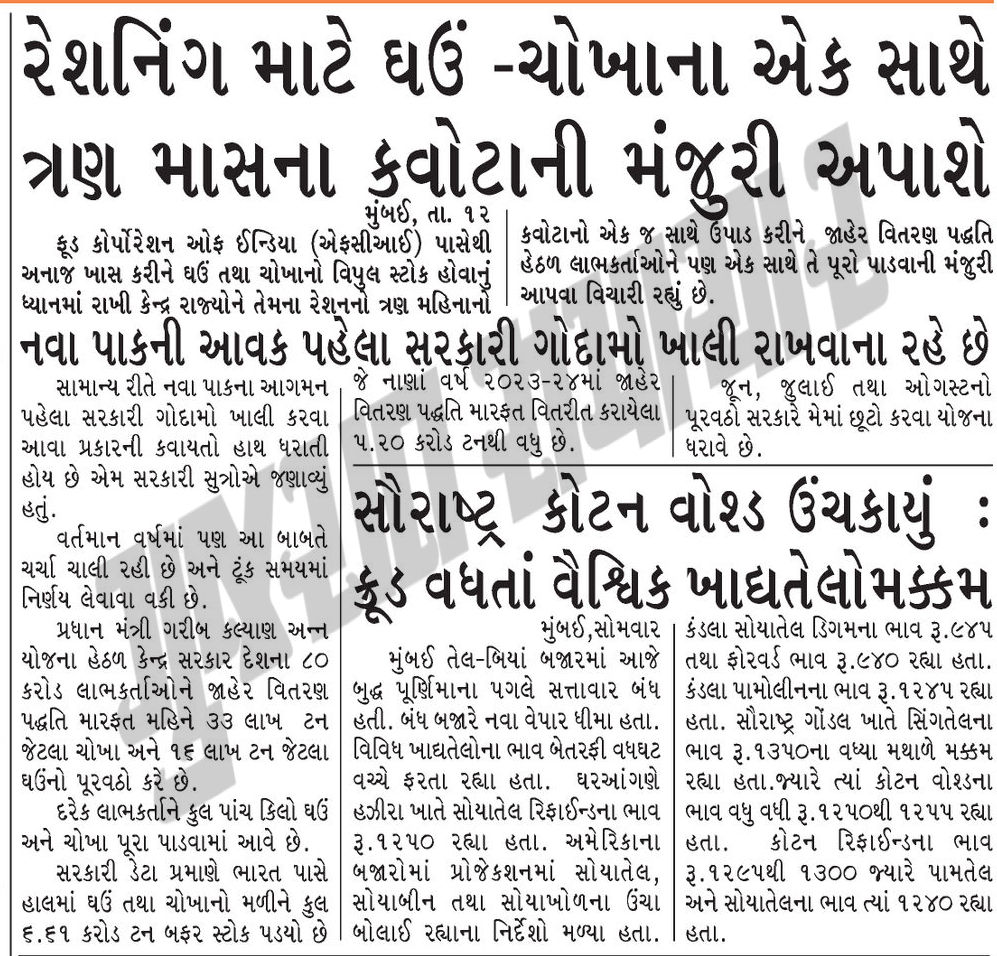 રેશનિંગ માટે ઘઉં -ચોખાના એક સાથે
ત્રણ માસના કવોટાની મંજુરી અપાશે
મુંબઈ, તા. ૧૨
ફૂડ કોર્પોરેશન ઓફ ઈન્ડિયા (એફસીઆઈ) પાસેથી
અનાજ ખાસ કરીને ઘઉં તથા ચોખાનો વિપુલ સ્ટોક હોવાનું
ધ્યાનમાં રાખી કેન્દ્ર રાજ્યોને તેમના રેશનનો ત્રણ મહિનાનો
કવોટાનો એક જ સાથે ઉંપાડ કરીને જાહેર વિતરણ પદ્ધતિ
હેઠળ લાભકર્તાઓને પણ એક સાથે તે પૂરો પાડવાની મંજુરી
આપવા વિચારી રહ્યું છે.
નવા પાકની આવક પહેલા સરકારી ગોદામો ખાલી રાખવાના રહે છે
સામાન્ય રીતે નવા પાકના આગમન
પહેલા સરકારી ગોદામો ખાલી કરવા
આવા પ્રકારની કવાયતો હાથ ધરાતી
હોય છે એમ સરકારી સુત્રોએ જણાવ્યું
હતું.
વર્તમાન વર્ષમાં પણ આ બાબતે
ચર્ચા ચાલી રહી છે અને ટૂંક સમયમાં
નિર્ણય લેવાવા વકી છે.
પ્રધાન મંત્રી ગરીબ કલ્યાણ અન્ન
યોજના હેઠળ કેન્દ્ર સરકાર દેશના ૮૦
કરોડ લાભકર્તાઓને જાહેર વિતરણ
પદ્ધતિ મારફત મહિને ૩૩ લાખ ટન
જેટલા ચોખા અને ૧૬ લાખ ટન જેટલા
ઘઉંનો પૂરવઠો કરે છે.
દરેક લાભકર્તાને કુલ પાંચ કિલો ઘઉં
અને ચોખા પૂરા પાડવામાં આવે છે.
સરકારી ડેટા પ્રમાણે ભારત પાસે
હાલમાં ઘઉં તથા ચોખાનો મળીને કુલ
૬.૬૧ કરોડ ટન બફર સ્ટોક પડયો છે
જે નાણાં વર્ષ ૨૦૨૩-૨૪માં જાહેર
વિતરણ પદ્ધતિ મારફત વિતરીત કરાયેલા
૫.૨૦ કરોડ ટનથી વધુ છે.
જૂન, જુલાઈ તથા ઓગસ્ટનો
પૂરવઠો સરકારે મેમાં છૂટો કરવા યોજના
ધરાવે છે.
સૌરાષ્ટ્ર કોટન વોશ્ડ ઉંચકાયું :
ક્રૂડ વધતાં વૈશ્વિક ખાદ્યતેલોમક્કમ
મુંબઈ,સોમવાર
મુંબઈ તેલ-બિયાં બજારમાં આજે
બુદ્ધ પૂર્ણિમાના પગલે સત્તાવાર બંધ
હતી. બંધ બજારે નવા વેપાર ધીમા હતા.
વિવિધ ખાદ્યતેલોના ભાવ બેતરફી વધઘટ
વચ્ચે ફરતા રહ્યા હતા. ઘરઆંગણે
હઝીરા ખાતે સોયાતેલ રિફાઈન્ડના ભાવ
રૂ.૧૨૫૦ રહ્યા હતા. અમેરિકાના
બજારોમાં પ્રોજેકશનમાં સોયાતેલ,
સોયાબીન તથા સોયાખોળના ઉંચા
બોલાઈ રહ્યાના નિર્દેશો મળ્યા હતા.
કંડલા સોયાતેલ ડિગમના ભાવ રૂ.૯૪૫
તથા ફોરવર્ડ ભાવ રૂ.૯૪૦ રહ્યા હતા.
કંડલા પામોલીનના ભાવ રૂ.૧૨૪૫ રહ્યા
હતા. સૌરાષ્ટ્ર ગોંડલ ખાતે સિંગતેલના
ભાવ રૂ.૧૩૫૦ના વધ્યા મથાળે મક્કમ
રહ્યા હતા.જ્યારે ત્યાં કોટન વોશ્ડના
ભાવ વધુ વધી રૂ.૧૨૫૦થી ૧૨૫૫ રહ્યા
હતા. કોટન રિફાઈન્ડના ભાવ
રૂ.૧૨૯૫થી ૧૩૦૦ જ્યારે પામતેલ
અને સોયાતેલના ભાવ ત્યાં ૧૨૪૦ રહ્યા
હતા.
ગુજરાત સમાચાર